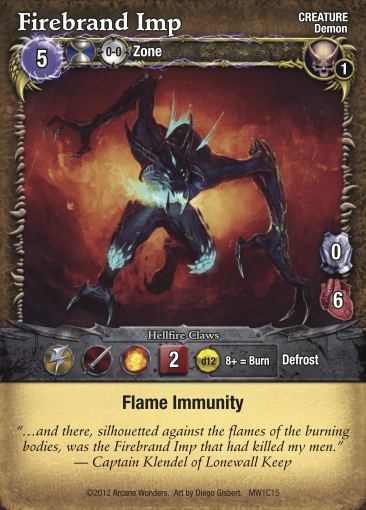 Firebrand Imp
CREATURE
Demon
5
0-0
Zone
1
0
6
Hellfire Claws
2
d12
8+ = Burn
Defrost
Flame Immunity
“...and there, silhouetted against the flames of the burning
bodies, was the Firebrand Imp that had killed my men.”
— Captain Klendel of Lonewall Keep
©2012 Arcane Wonders. Art by Diego Gisbert. MW1C15